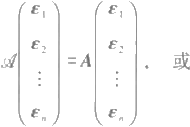 𝒜(ε₁ ε₂ ⋮ εₙ) = A(ε₁ ε₂ ⋮ εₙ). 或